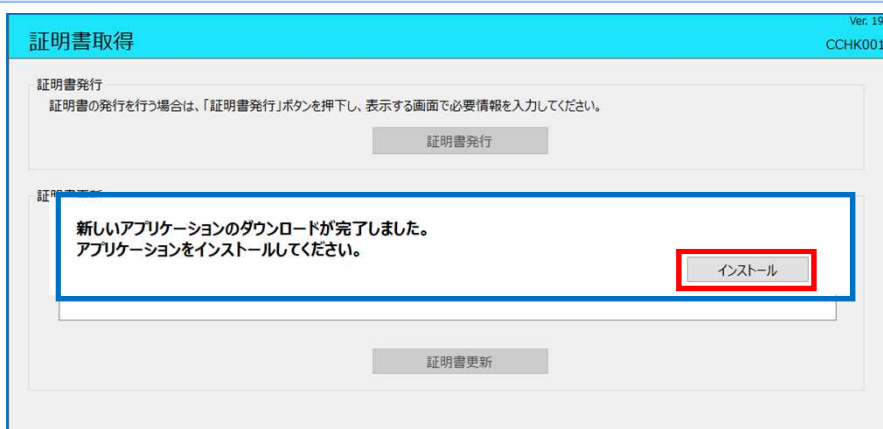 Ver. 19
証明書取得
CCHK001
証明書発行
証明書の発行を行う場合は、「証明書発行」ボタンを押下し、表示する画面で必要情報を入力してください。
証明書発行
新しいアプリケーションのダウンロードが完了しました。
アプリケーションをインストールしてください。
インストール
証明書更新